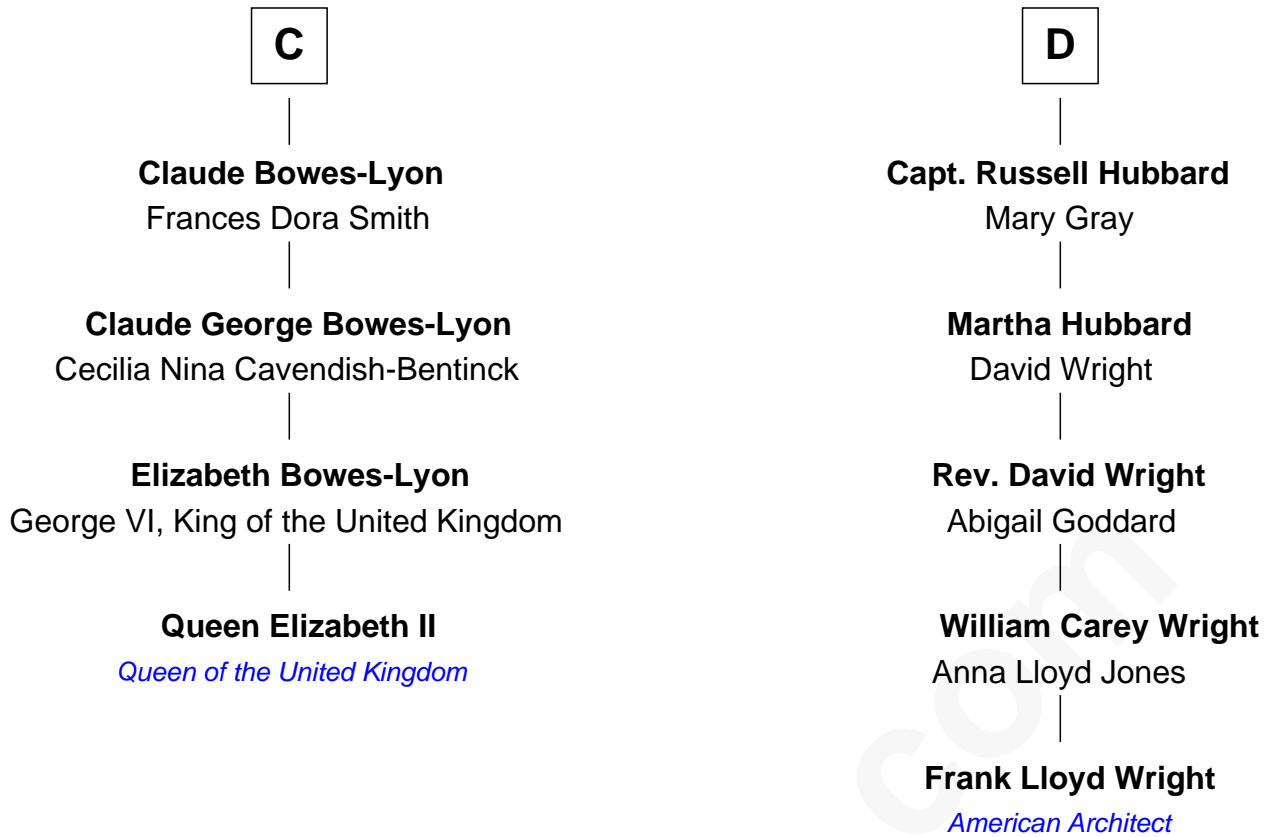 C
Claude Bowes-Lyon
Frances Dora Smith
Claude George Bowes-Lyon
Cecilia Nina Cavendish-Bentinck
Elizabeth Bowes-Lyon
George VI, King of the United Kingdom
Queen Elizabeth II
Queen of the United Kingdom
D
Capt. Russell Hubbard
Mary Gray
Martha Hubbard
David Wright
Rev. David Wright
Abigail Goddard
William Carey Wright
Anna Lloyd Jones
Frank Lloyd Wright
American Architect
com